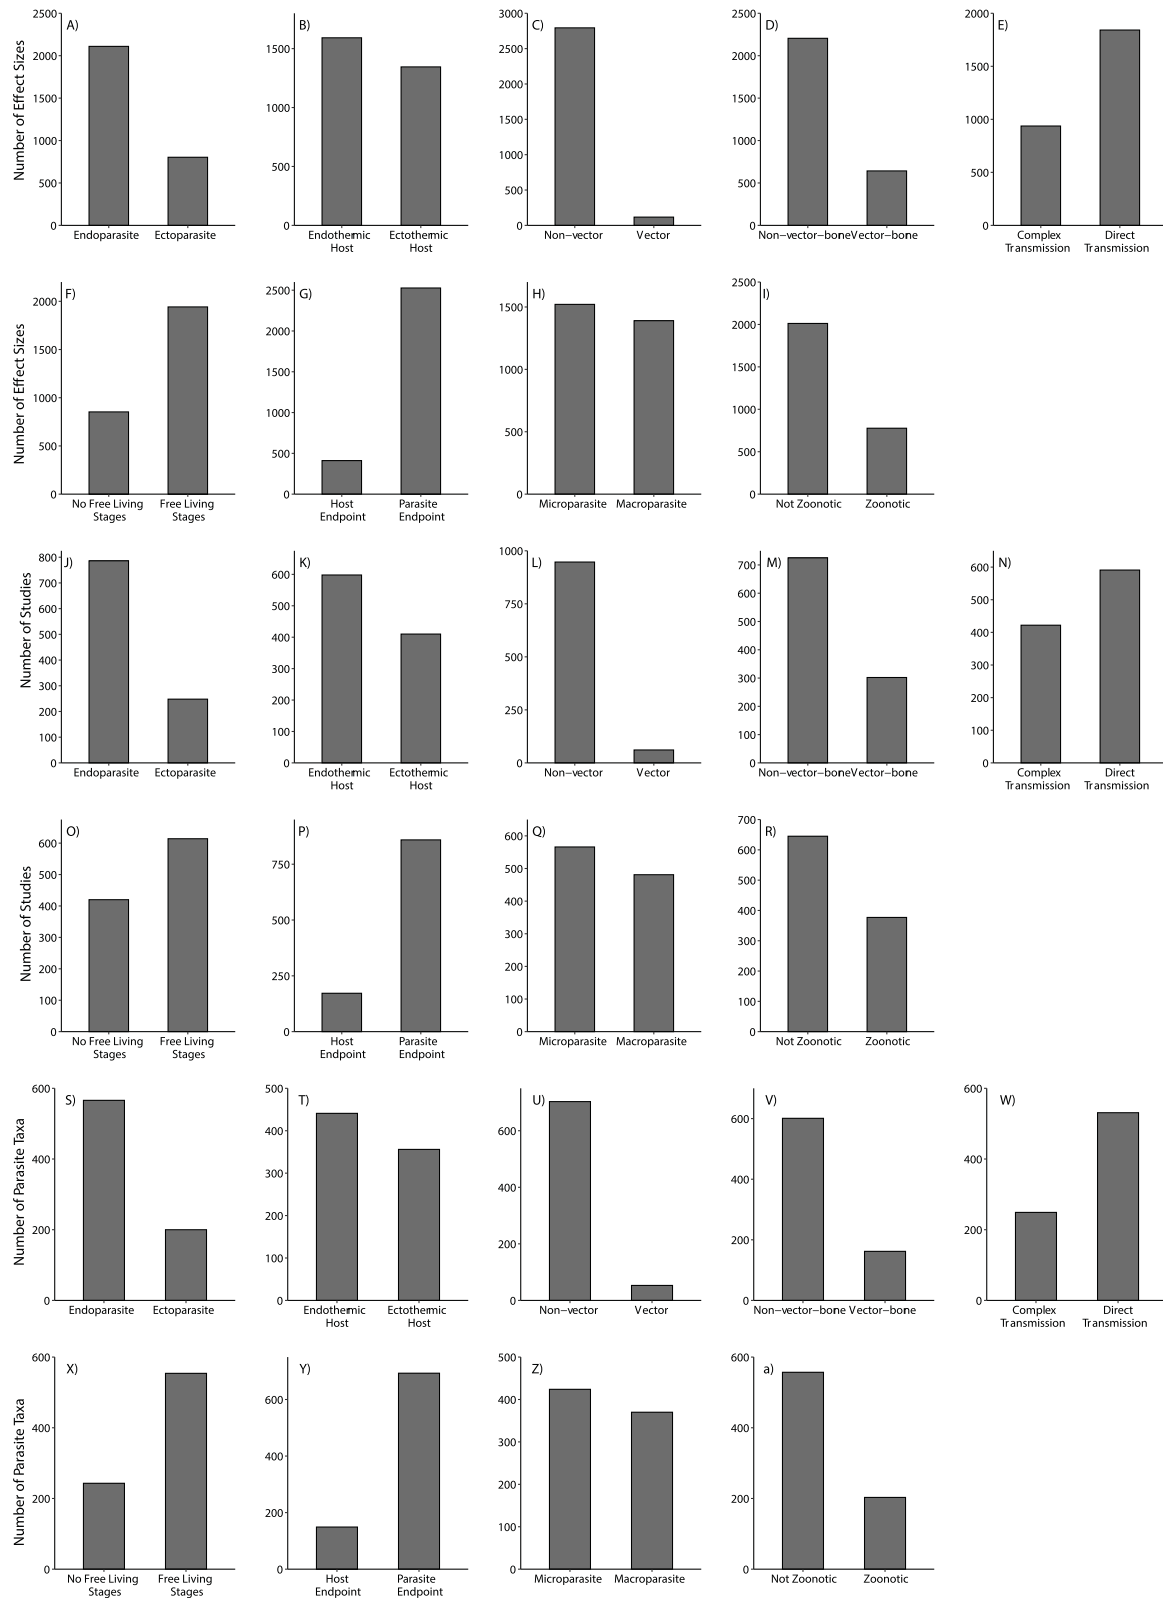 A)
B)
C)
D)
E)
Number of Effect Sizes
2500
2000
1500
1000
500
0
Endoparasite Ectoparasite
1500
1000
500
0
Endothermic Ectothermic
Host Host
3000
2500
2000
1500
1000
500
0
Non−vector Vector
2500
2000
1500
1000
500
0
Non−vector−bone Vector−bone
2000
1500
1000
500
0
Complex Direct
Transmission Transmission
F)
G)
H)
I)
Number of Effect Sizes
2000
1500
1000
500
0
No Free Living Free Living
Stages Stages
2500
2000
1500
1000
500
0
Host Parasite
Endpoint Endpoint
1500
1000
500
0
Microparasite Macroparasite
2500
2000
1500
1000
500
0
Not Zoonotic Zoonotic
J)
K)
L)
M)
N)
Number of Studies
800
700
600
500
400
300
200
100
0
Endoparasite Ectoparasite
600
500
400
300
200
100
0
Endothermic Ectothermic
Host Host
1000
750
500
250
0
Non−vector Vector
700
600
500
400
300
200
100
0
Non−vector−bone Vector−bone
600
500
400
300
200
100
0
Complex Direct
Transmission Transmission
O)
P)
Q)
R)
Number of Studies
600
500
400
300
200
100
0
No Free Living Free Living
Stages Stages
750
500
250
0
Host Parasite
Endpoint Endpoint
600
500
400
300
200
100
0
Microparasite Macroparasite
700
600
500
400
300
200
100
0
Not Zoonotic Zoonotic
S)
T)
U)
V)
W)
Number of Parasite Taxa
600
400
200
0
Endoparasite Ectoparasite
500
400
300
200
100
0
Endothermic Ectothermic
Host Host
600
400
200
0
Non−vector Vector
600
400
200
0
Non−vector−bone Vector−bone
600
400
200
0
Complex Direct
Transmission Transmission
X)
Y)
Z)
a)
Number of Parasite Taxa
600
400
200
0
No Free Living Free Living
Stages Stages
600
400
200
0
Host Parasite
Endpoint Endpoint
500
400
300
200
100
0
Microparasite Macroparasite
600
400
200
0
Not Zoonotic Zoonotic